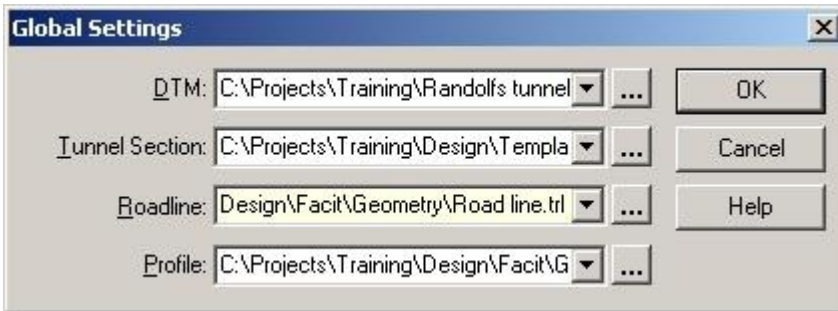 Global Settings
DTM: C:\Projects\Training\Randolfs tunnel ... OK
Tunnel Section: C:\Projects\Training\Design\Templa ... Cancel
Roadline: Design\Facit\Geometry\Road line.trl ... Help
Profile: C:\Projects\Training\Design\Facit\G ...